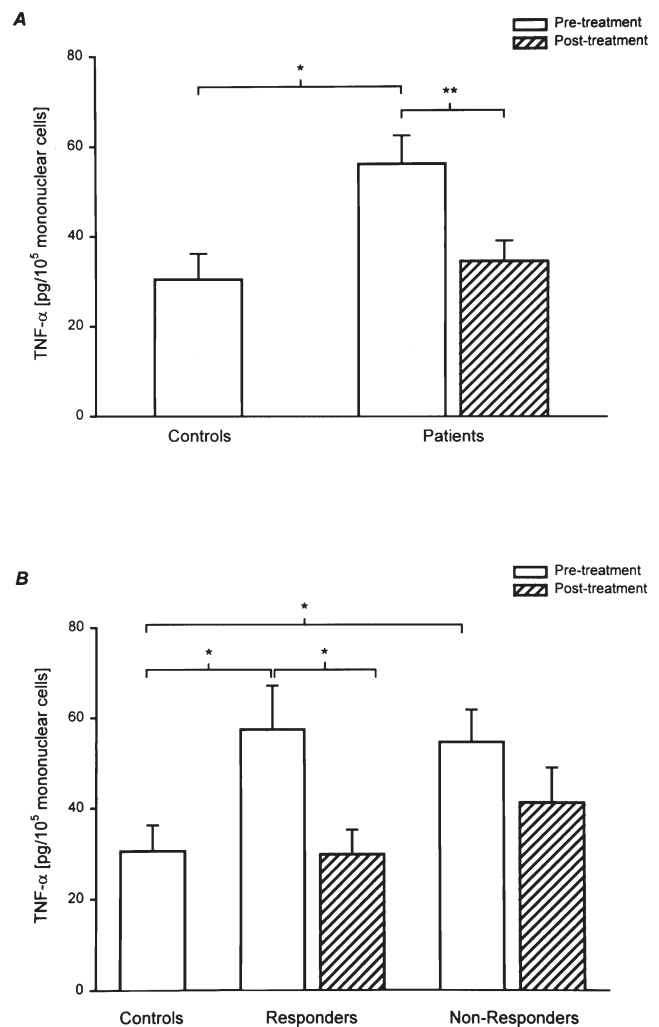 A
Pre-treatment
Post-treatment
80
*
**
60
40
20
0
TNF-α [pg/10⁵ mononuclear cells]
Controls Patients
B
Pre-treatment
Post-treatment
80
*
*
*
60
40
20
0
TNF-α [pg/10⁵ mononuclear cells]
Controls Responders Non-Responders